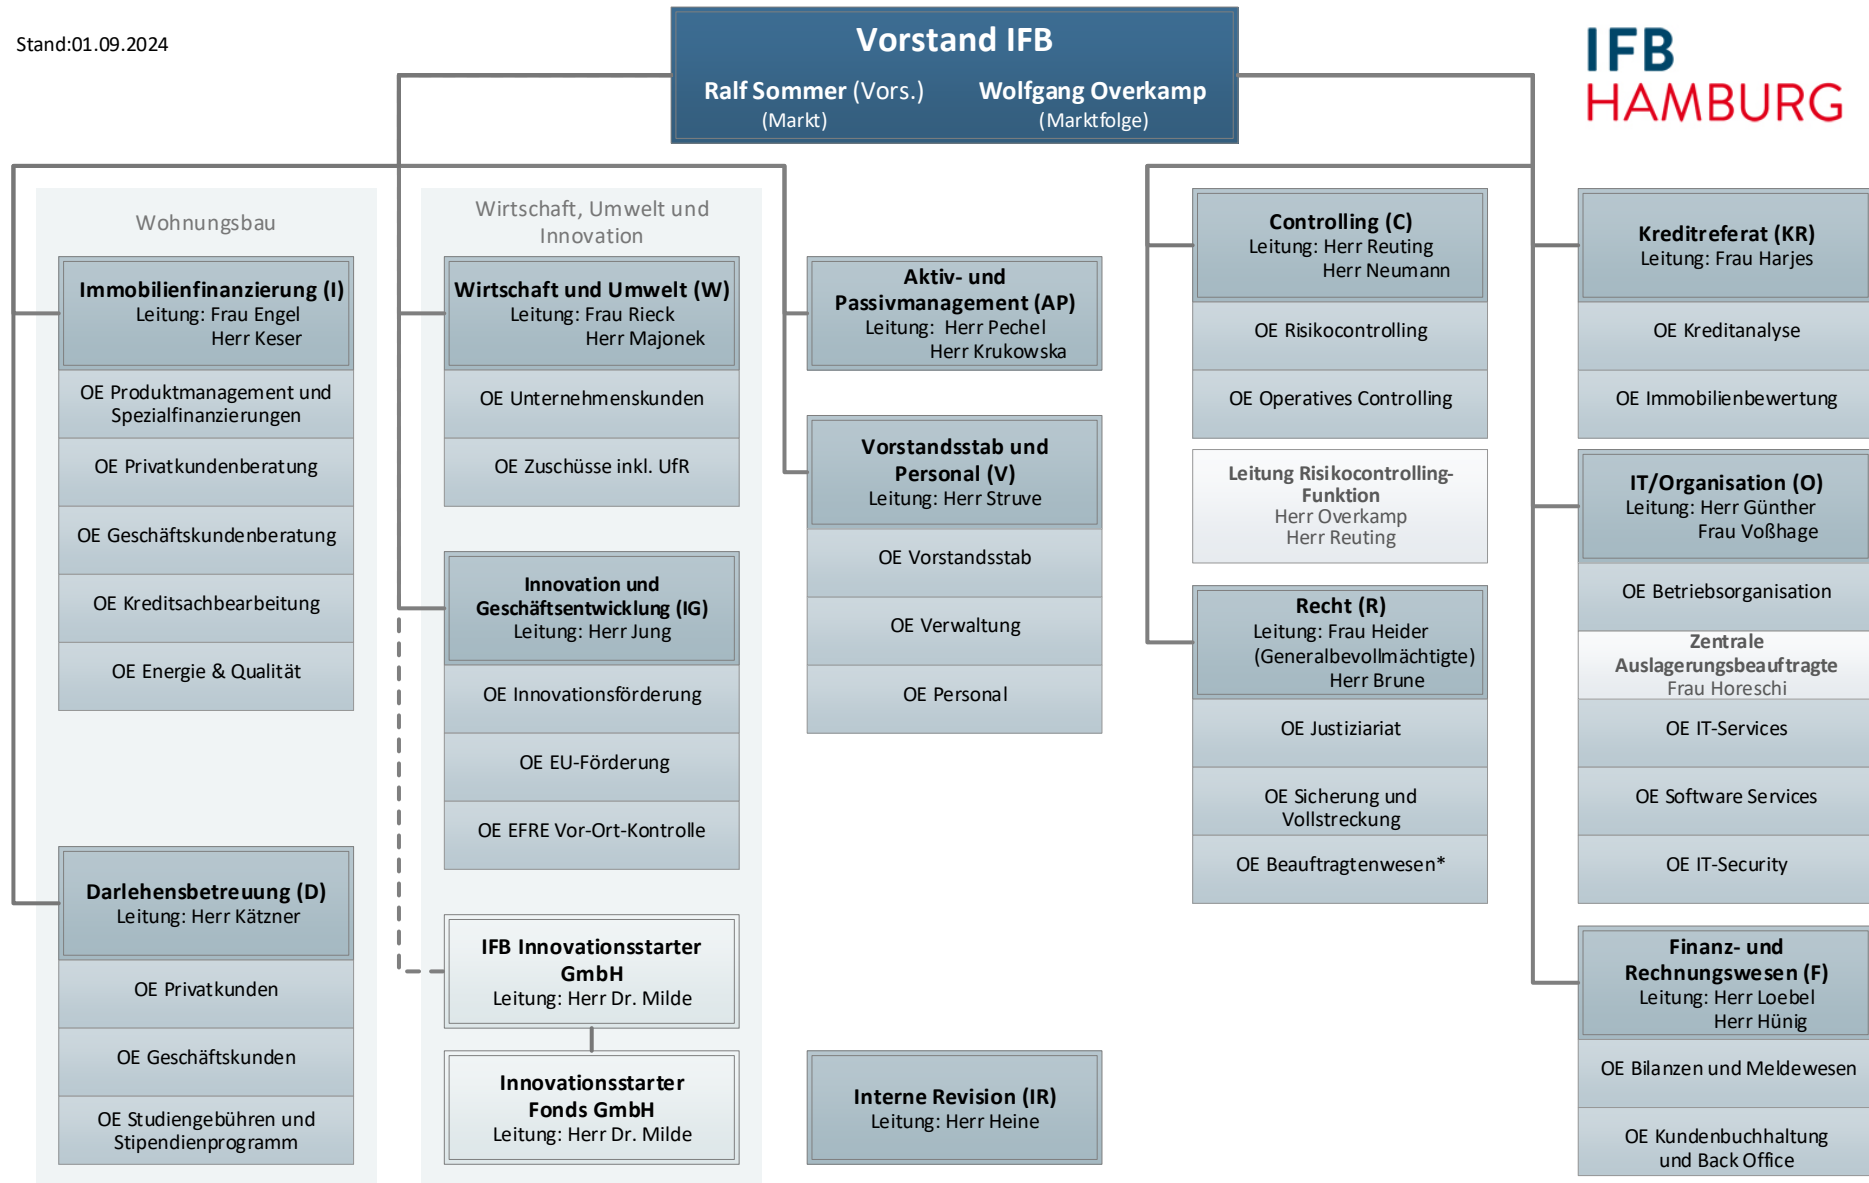 Stand:01.09.2024
Vorstand IFB
Ralf Sommer (Vors.)
(Markt)
Wolfgang Overkamp
(Marktfolge)
IFB
HAMBURG
Wohnungsbau
Immobilienfinanzierung (I)
Leitung: Frau Engel
Herr Keser
OE Produktmanagement und
Spezialfinanzierungen
OE Privatkundenberatung
OE Geschäftskundenberatung
OE Kreditsachbearbeitung
OE Energie & Qualität
Darlehensbetreuung (D)
Leitung: Herr Kätzner
OE Privatkunden
OE Geschäftskunden
OE Studiengebühren und
Stipendienprogramm
Wirtschaft, Umwelt und
Innovation
Wirtschaft und Umwelt (W)
Leitung: Frau Rieck
Herr Majonek
OE Unternehmenskunden
OE Zuschüsse inkl. UfR
Innovation und
Geschäftsentwicklung (IG)
Leitung: Herr Jung
OE Innovationsförderung
OE EU-Förderung
OE EFRE Vor-Ort-Kontrolle
IFB Innovationsstarter
GmbH
Leitung: Herr Dr. Milde
Innovationsstarter
Fonds GmbH
Leitung: Herr Dr. Milde
Aktiv- und
Passivmanagement (AP)
Leitung: Herr Pechel
Herr Krukowska
Vorstandsstab und
Personal (V)
Leitung: Herr Struve
OE Vorstandsstab
OE Verwaltung
OE Personal
Interne Revision (IR)
Leitung: Herr Heine
Controlling (C)
Leitung: Herr Reuting
Herr Neumann
OE Risikocontrolling
OE Operatives Controlling
Leitung Risikocontrolling-
Funktion
Herr Overkamp
Herr Reuting
Recht (R)
Leitung: Frau Heider
(Generalbevollmächtigte)
Herr Brune
OE Justiziariat
OE Sicherung und
Vollstreckung
OE Beauftragtenwesen*
Kreditreferat (KR)
Leitung: Frau Harjes
OE Kreditanalyse
OE Immobilienbewertung
IT/Organisation (O)
Leitung: Herr Günther
Frau Voßhage
OE Betriebsorganisation
Zentrale
Auslagerungsbeauftragte
Frau Horeschi
OE IT-Services
OE Software Services
OE IT-Security
Finanz- und
Rechnungswesen (F)
Leitung: Herr Loebel
Herr Hünig
OE Bilanzen und Meldewesen
OE Kundenbuchhaltung
und Back Office